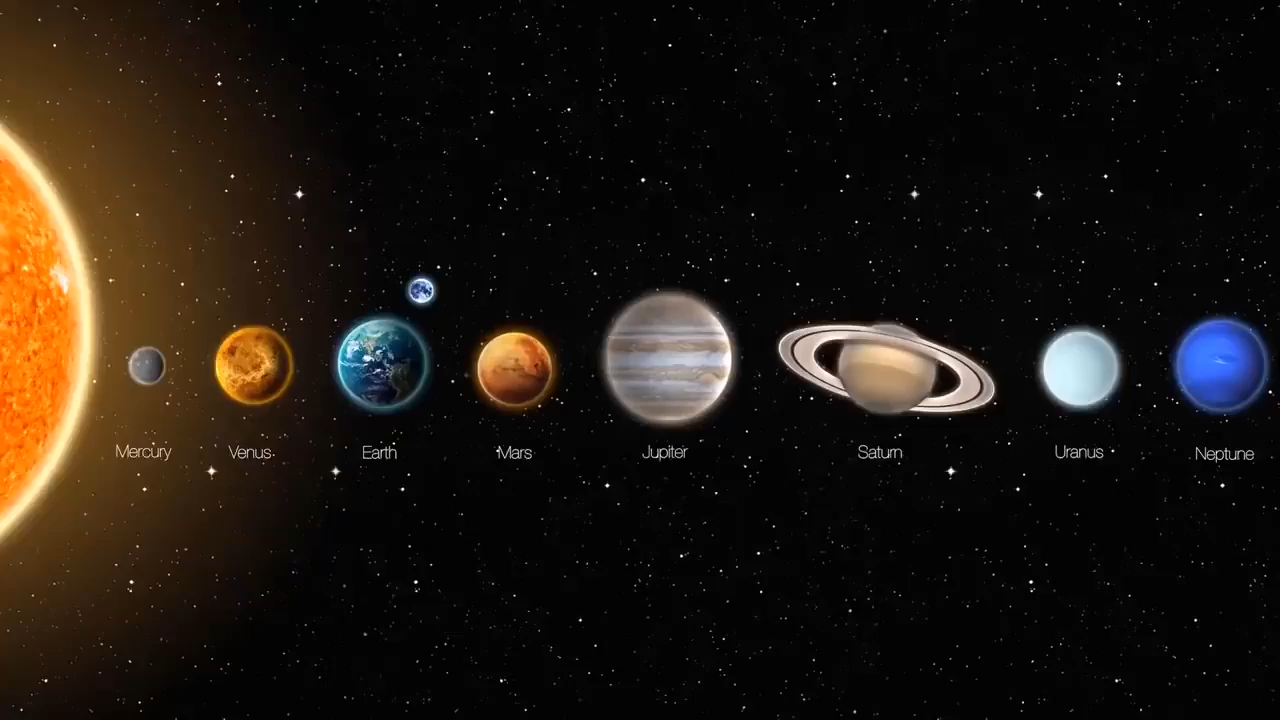 Mercury
Venus
Earth
Mars
Jupiter
Saturn
Uranus
Neptune